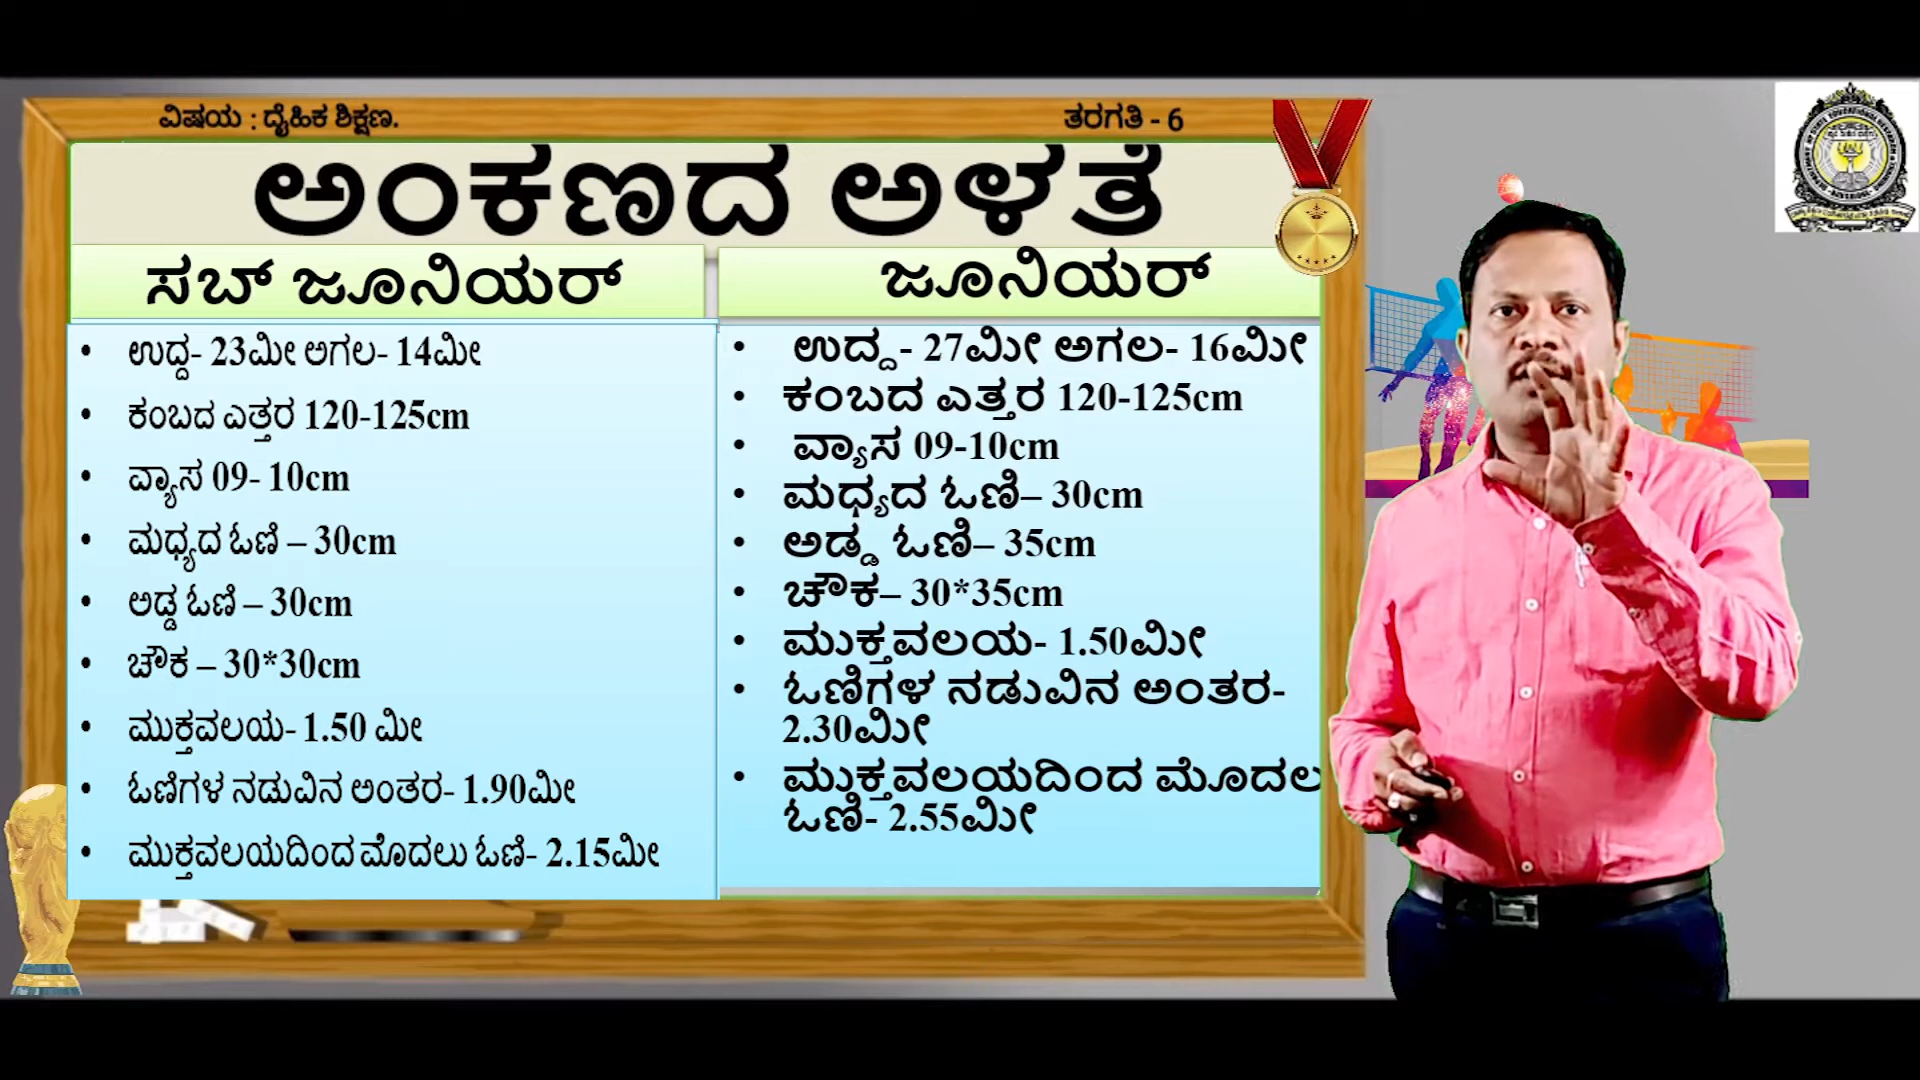 ವಿಷಯ : ದೈಹಿಕ ಶಿಕ್ಷಣ.
ತರಗತಿ - 6
ಅಂಕಣದ ಅಳತೆ
ಸಬ್ ಜೂನಿಯರ್
• ಉದ್ದ- 23ಮೀ ಅಗಲ- 14ಮೀ
• ಕಂಬದ ಎತ್ತರ 120-125cm
• ವ್ಯಾಸ 09- 10cm
• ಮಧ್ಯದ ಓಣಿ – 30cm
• ಅಡ್ಡ ಓಣಿ – 30cm
• ಚೌಕ – 30*30cm
• ಮುಕ್ತವಲಯ- 1.50 ಮೀ
• ಓಣಿಗಳ ನಡುವಿನ ಅಂತರ- 1.90ಮೀ
• ಮುಕ್ತವಲಯದಿಂದ ಮೊದಲು ಓಣಿ- 2.15ಮೀ
ಜೂನಿಯರ್
• ಉದ್ದ- 27ಮೀ ಅಗಲ- 16ಮೀ
• ಕಂಬದ ಎತ್ತರ 120-125cm
• ವ್ಯಾಸ 09-10cm
• ಮಧ್ಯದ ಓಣಿ– 30cm
• ಅಡ್ಡ ಓಣಿ– 35cm
• ಚೌಕ– 30*35cm
• ಮುಕ್ತವಲಯ- 1.50ಮೀ
• ಓಣಿಗಳ ನಡುವಿನ ಅಂತರ-
2.30ಮೀ
• ಮುಕ್ತವಲಯದಿಂದ ಮೊದಲ
ಓಣಿ- 2.55ಮೀ